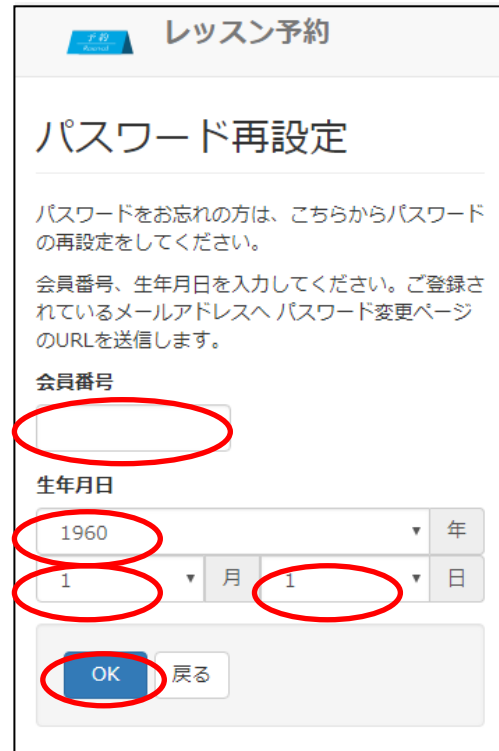 予約
レッスン予約
パスワード再設定
パスワードをお忘れの方は、こちらからパスワード
の再設定をしてください。
会員番号、生年月日を入力してください。ご登録さ
れているメールアドレスへ パスワード変更ページ
のURLを送信します。
会員番号
生年月日
1960 年
1 月 1 日
OK 戻る